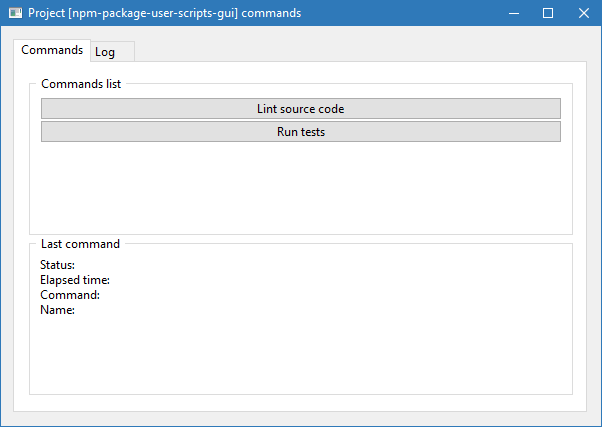 Project [npm-package-user-scripts-gui] commands
Commands
Log
Commands list
Lint source code
Run tests
Last command
Status:
Elapsed time:
Command:
Name: